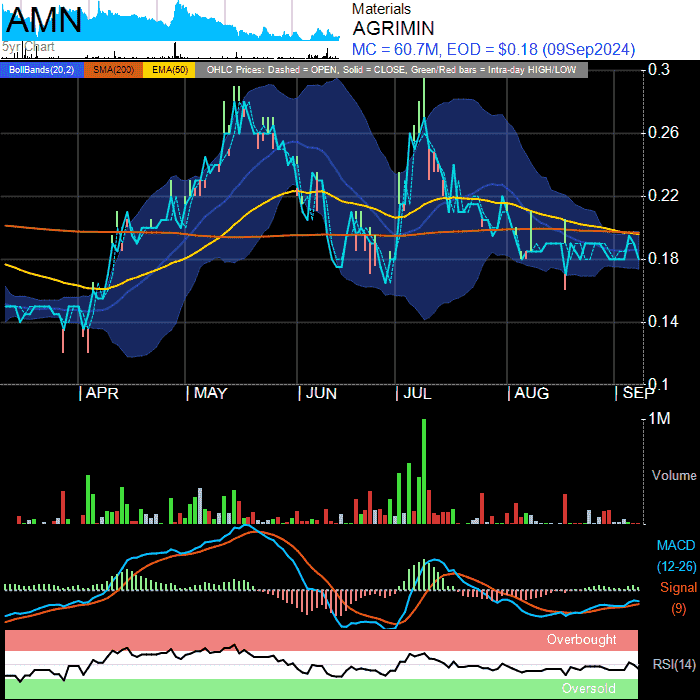 AMN
5yr Chart
Materials
AGRIMIN
MC = 60.7M, EOD = $0.18 (09Sep2024)
BollBands(20,2) SMA(200) EMA(50) OHLC Prices: Dashed = OPEN, Solid = CLOSE, Green/Red bars = Intra-day HIGH/LOW
0.3
0.26
0.22
0.18
0.14
0.1
APR MAY JUN JUL AUG SEP
1M
Volume
MACD
(12-26)
Signal
(9)
Overbought
RSI(14)
Oversold